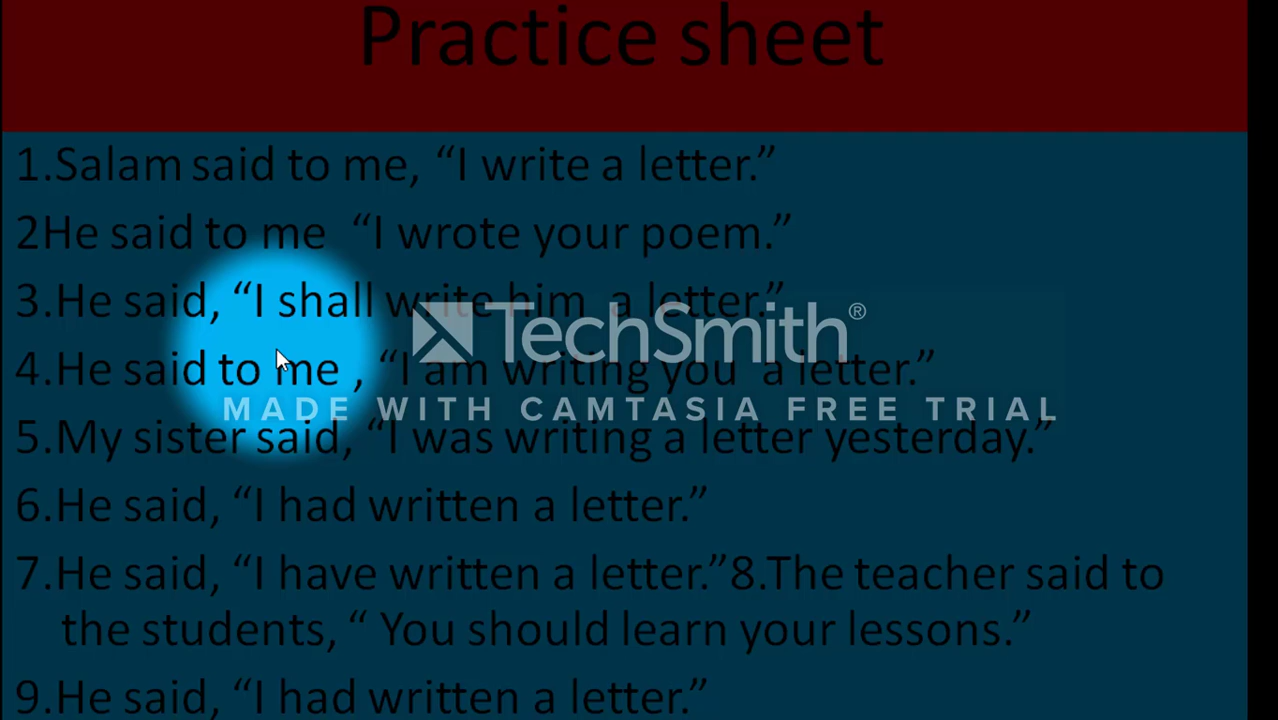 Practice sheet
1.Salam said to me, “I write a letter.”
2He said to me “I wrote your poem.”
3.He said, “I shall write him a letter.”
TechSmith®
4.He said to me , “I am writing you a letter.”
MADE WITH CAMTASIA FREE TRIAL
5.My sister said, “I was writing a letter yesterday.”
6.He said, “I had written a letter.”
7.He said, “I have written a letter.”8.The teacher said to
the students, “ You should learn your lessons.”
9.He said, “I had written a letter.”